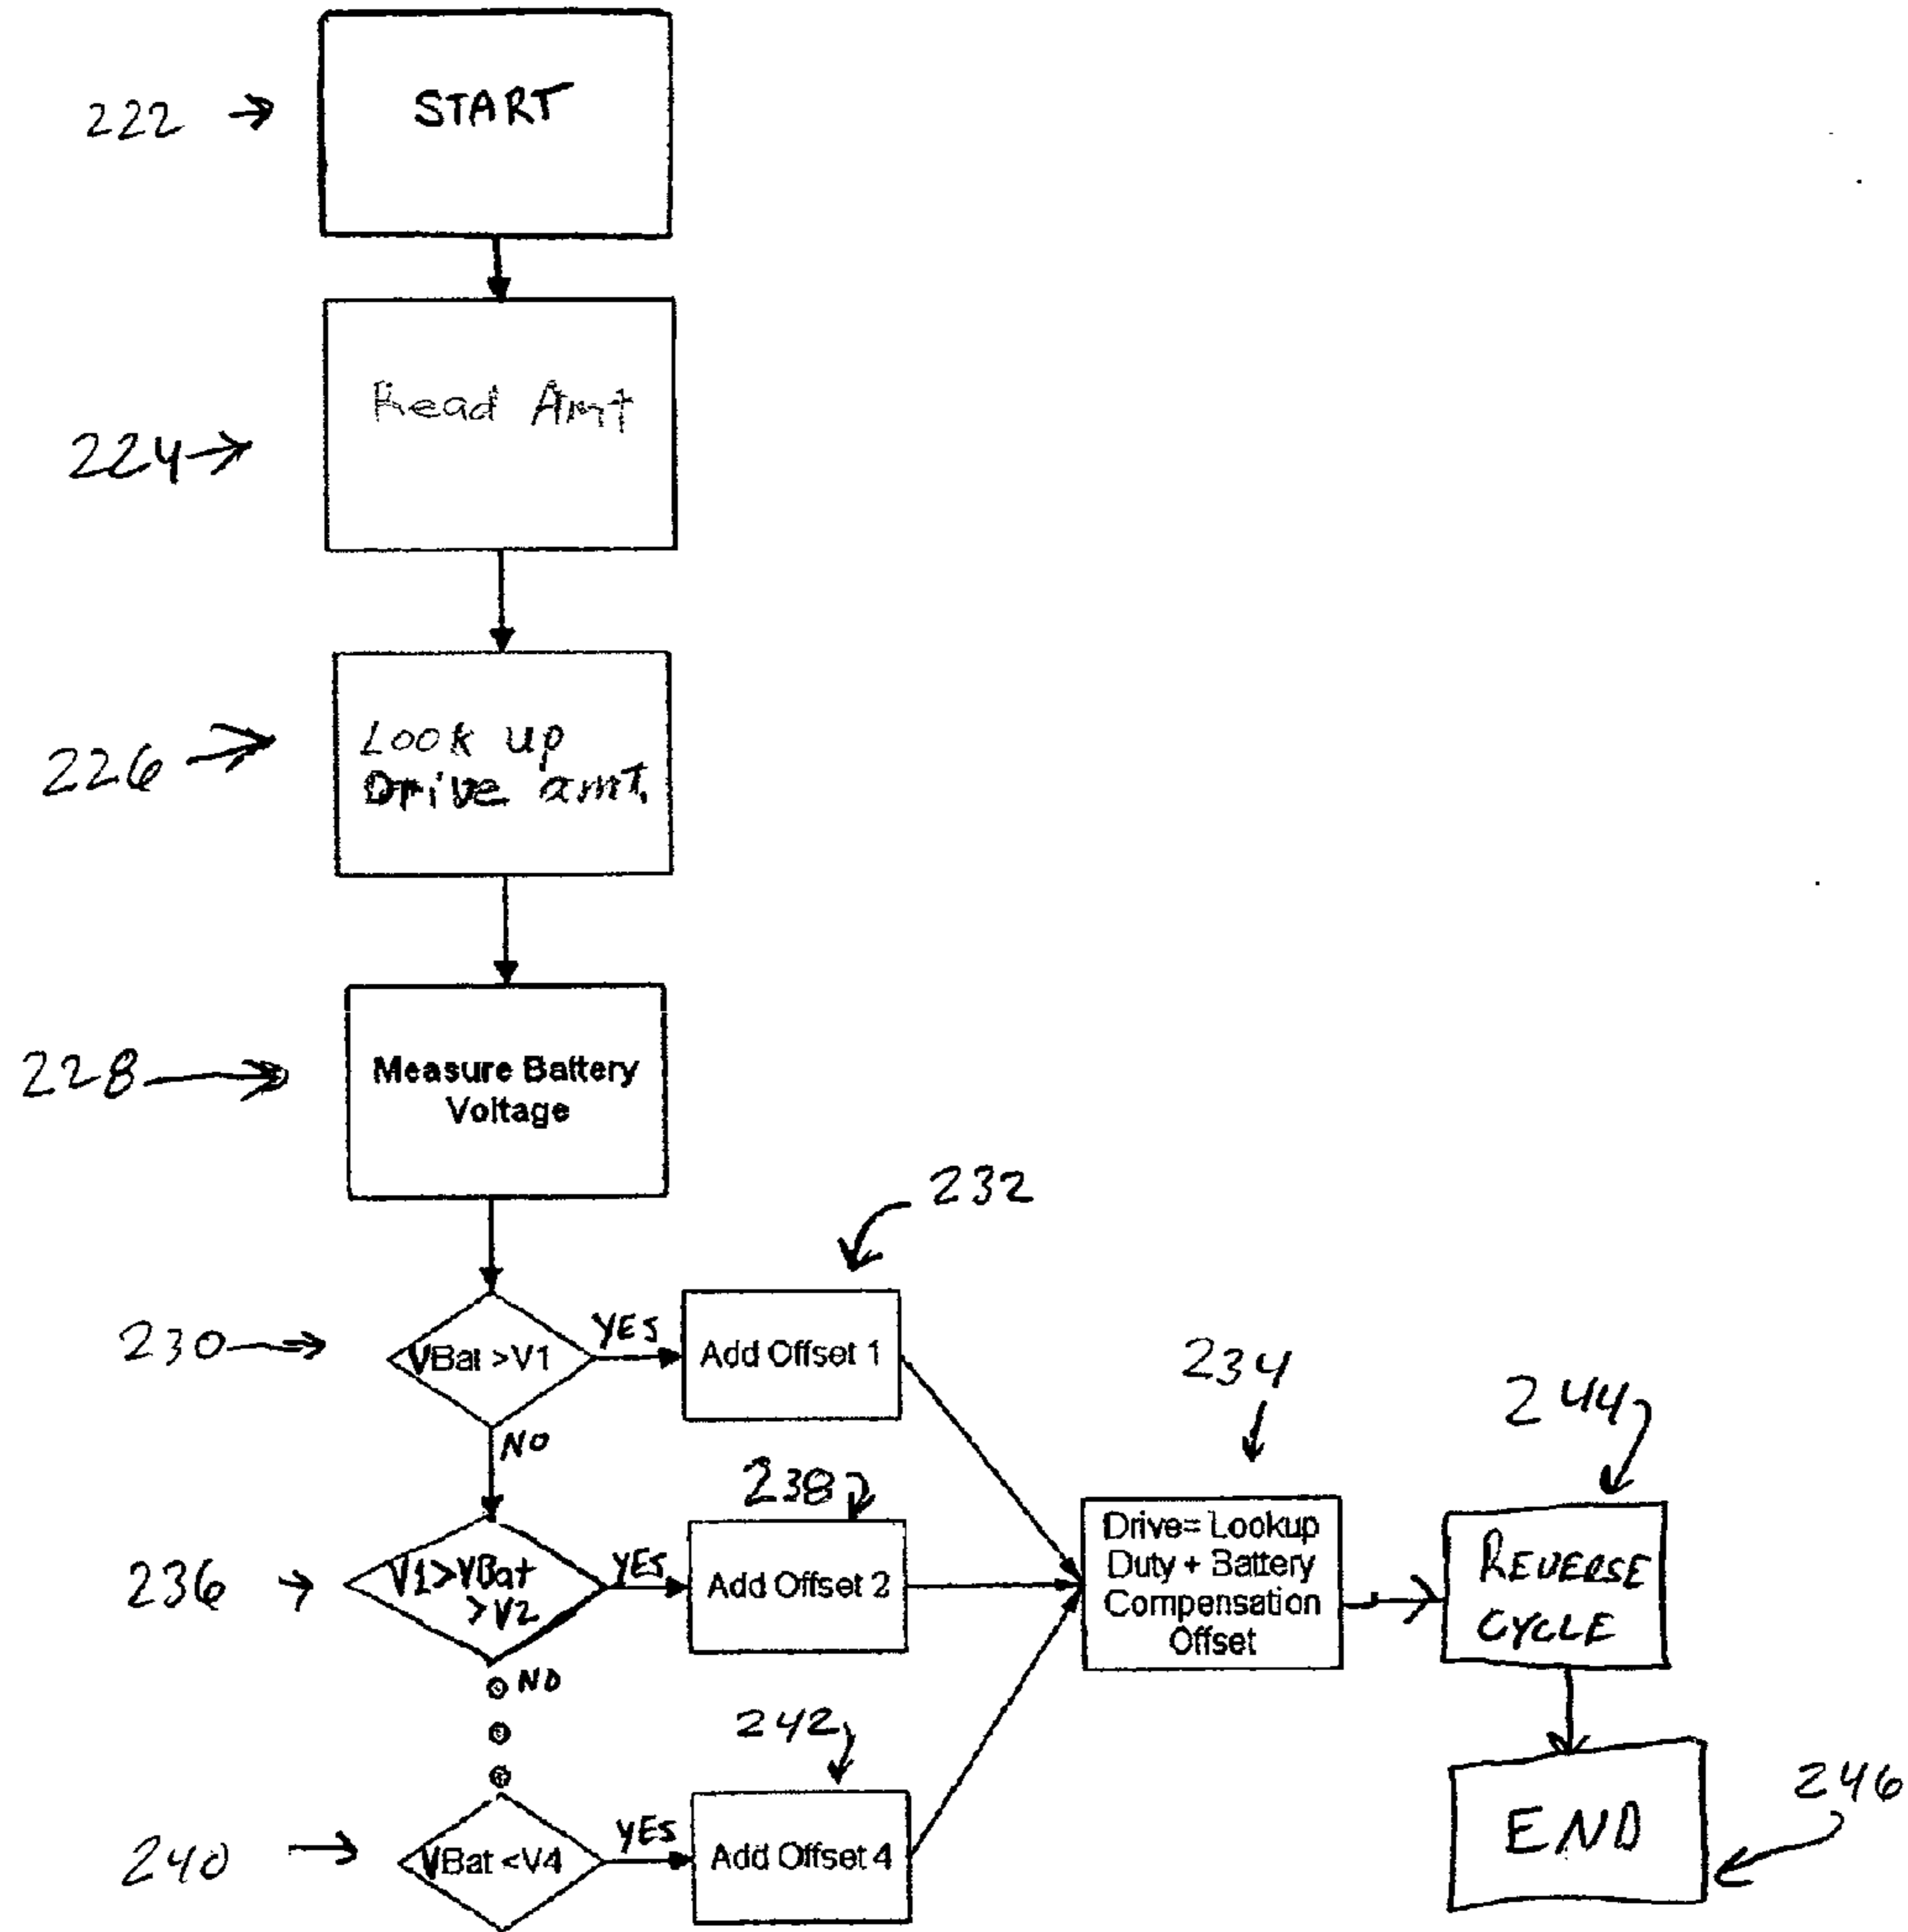 222
START
224
Read Amt
226
Look up
Drive amt.
228
Measure Battery
Voltage
232
230
VBat >V1
YES
Add Offset 1
NO
234
244
238
236
V1>VBat
>V2
YES
Add Offset 2
Drive= Lookup
Duty + Battery
Compensation
Offset
REVERSE
CYCLE
NO
242
240
VBat <V4
YES
Add Offset 4
END
246